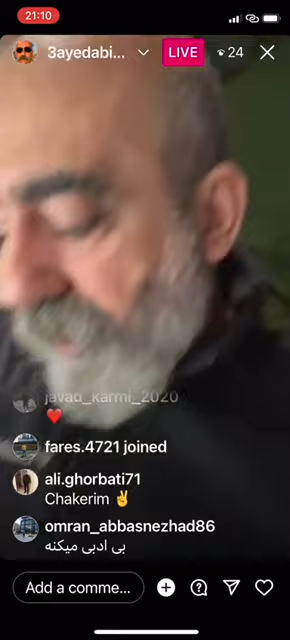 21:10
3ayedabi...
LIVE
24
javad_karmi_2020
❤️
fares.4721 joined
ali.ghorbati71
Chakerim ✌️
omran_abbasnezhad86
بی ادبی میکنه
Add a comme...